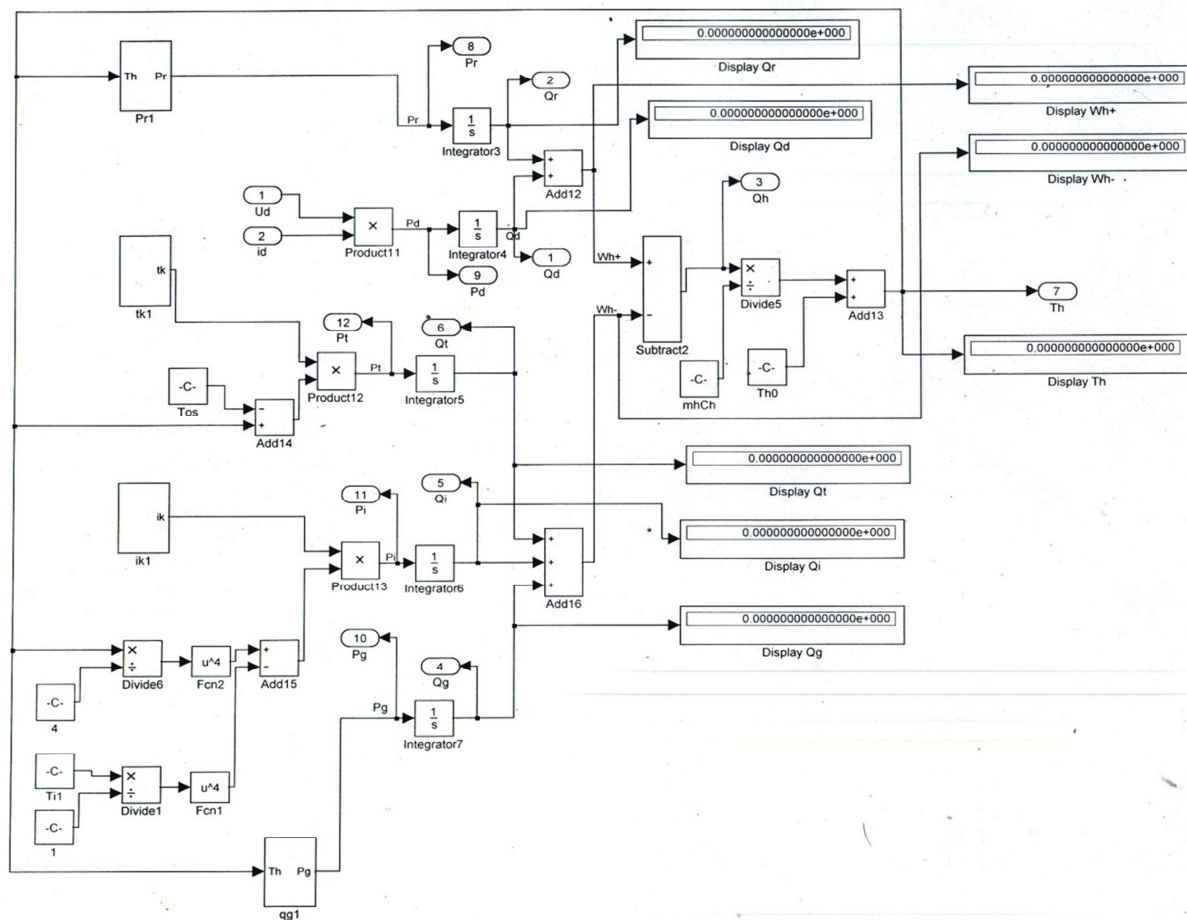 0.000000000000000e+000
Display Qr
8
Pr
2
Qr
0.000000000000000e+000
Display Wh+
Th Pr
Pr1
Pr
1
s
Integrator3
0.000000000000000e+000
Display Qd
0.000000000000000e+000
Display Wh-
+
+
Add12
3
Qh
1
Ud
2
id
×
Product11
Pd
1
s
Integrator4
Qd
1
Qd
9
Pd
tk
tk1
Wh+
Wh-
+
−
Subtract2
×
÷
Divide5
+
+
Add13
7
Th
12
Pt
6
Qt
-C-
mhCh
-C-
Th0
0.000000000000000e+000
Display Th
-C-
Tos
−
+
Add14
×
Product12
Pt
1
s
Integrator5
0.000000000000000e+000
Display Qt
ik
ik1
11
Pi
5
Qi
×
Product13
Pi
1
s
Integrator6
+
+
+
Add16
0.000000000000000e+000
Display Qi
0.000000000000000e+000
Display Qg
×
÷
Divide6
u^4
Fcn2
+
−
Add15
-C-
4
10
Pg
4
Qg
Pg
1
s
Integrator7
-C-
Ti1
×
÷
Divide1
u^4
Fcn1
-C-
1
Th Pg
qg1